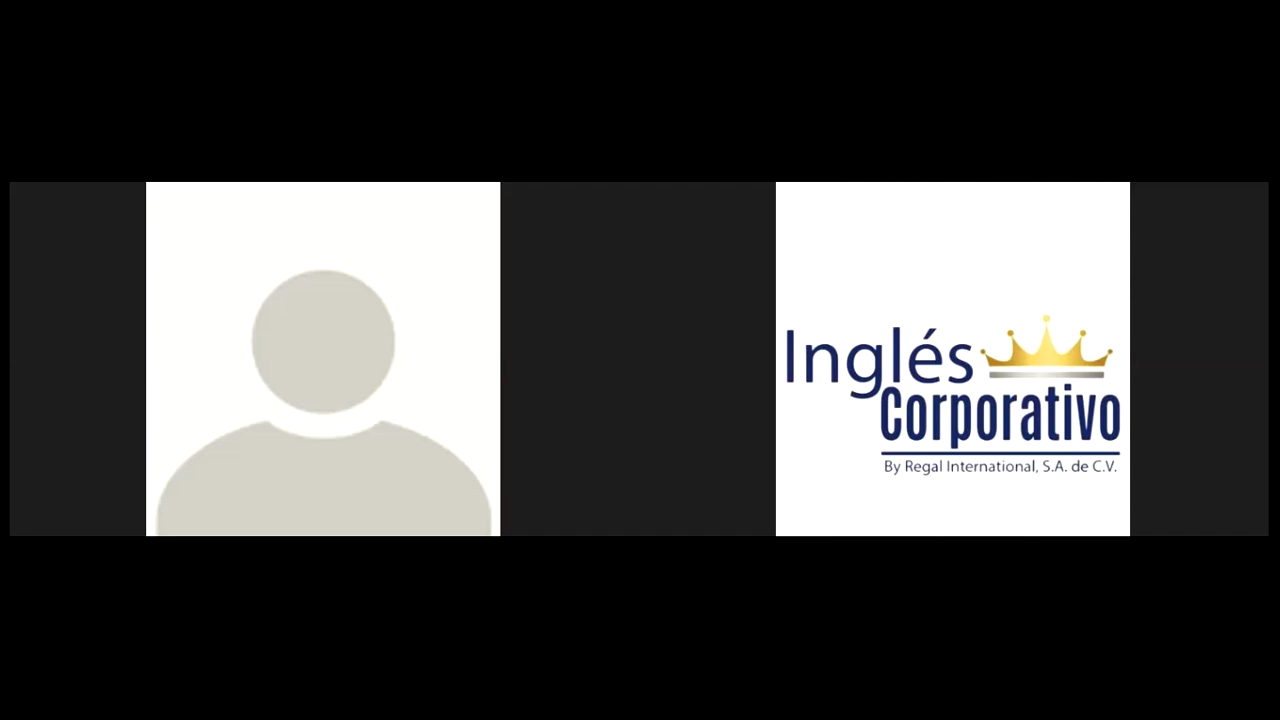 Inglés
Corporativo
By Regal International, S.A. de C.V.